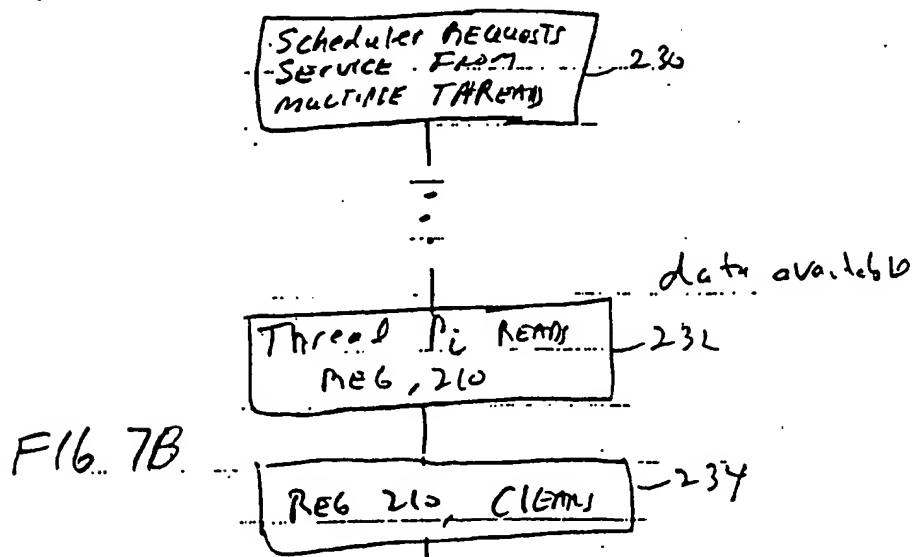 Scheduler REQUESTS
SERVICE FROM
MULTIPLE THREADS
230
data available
Thread Pi READS
REG, 210
232
FIG. 7B
REG 210, CLEARS
234